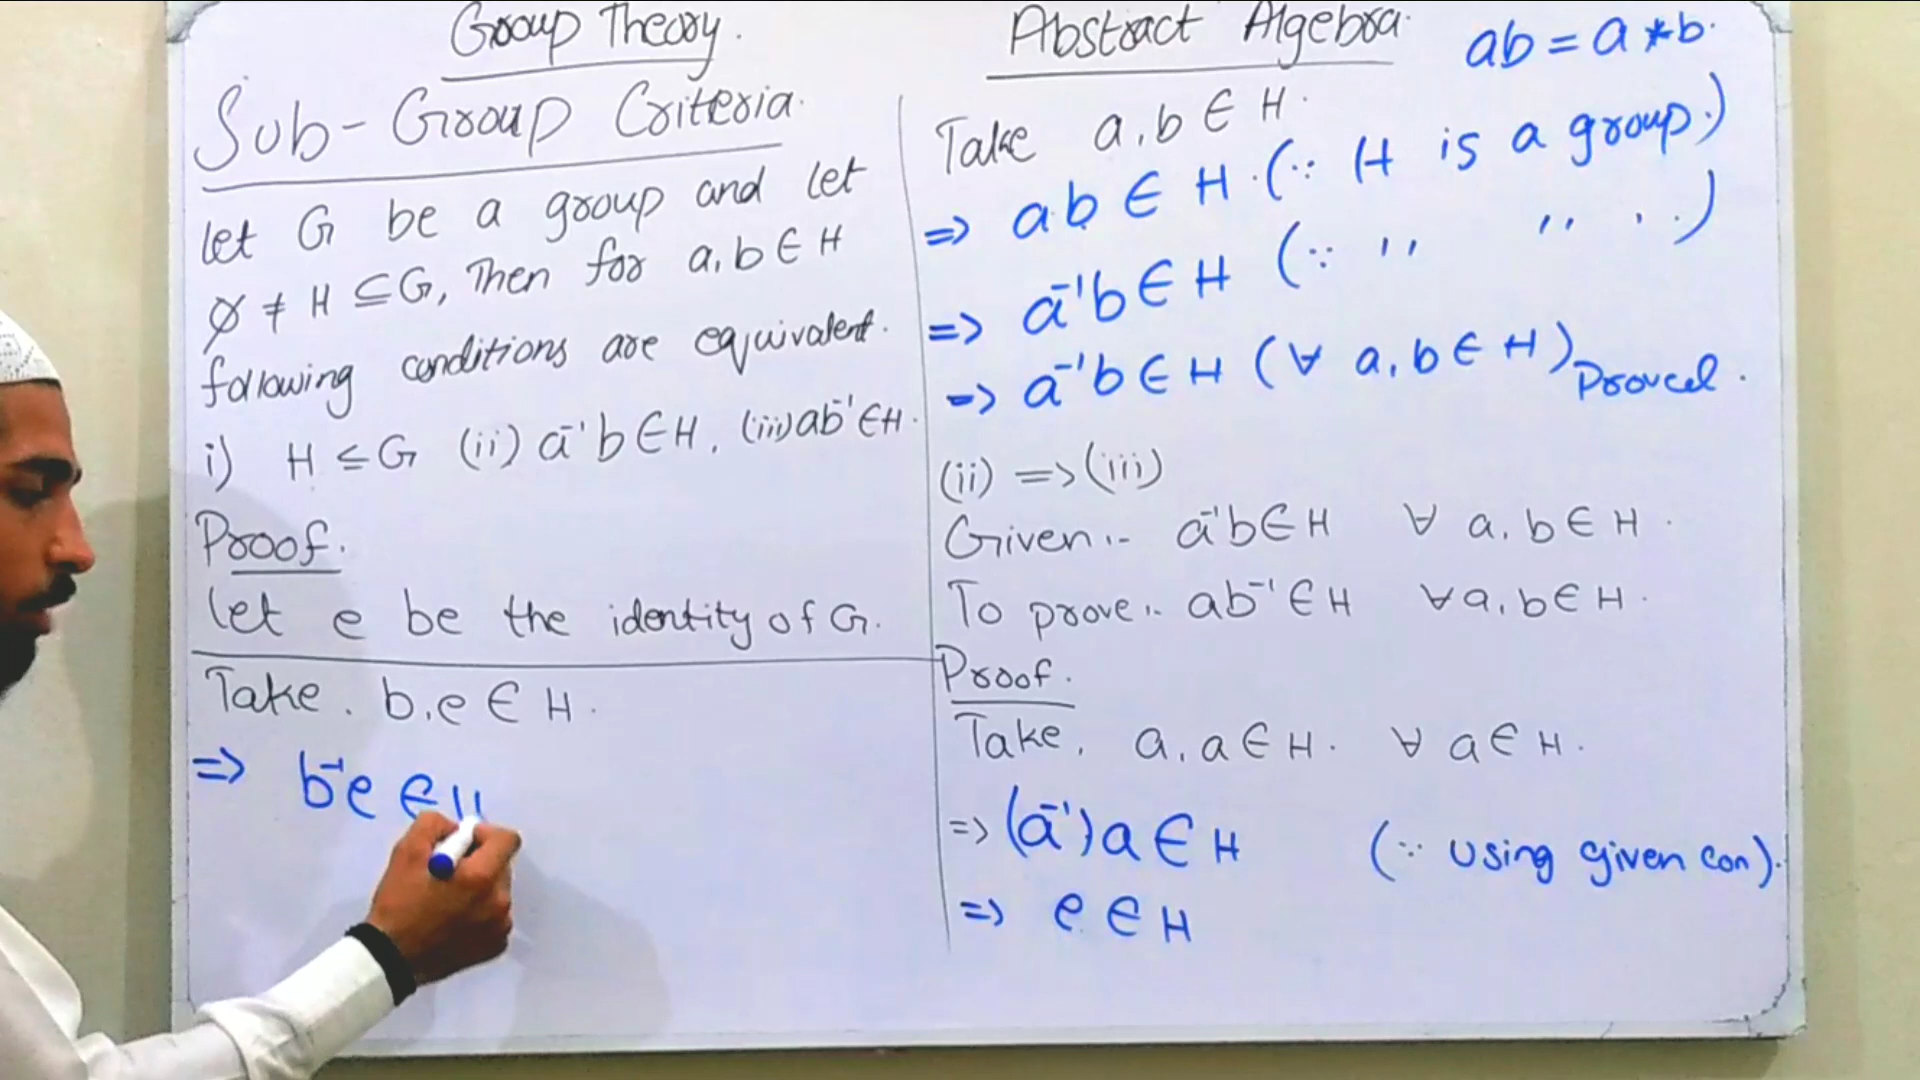 Group Theory.
Sub-Group Criteria.
let G be a group and let
∅ ≠ H ⊆ G, Then for a, b ∈ H
following conditions are equivalent.
i) H ≤ G (ii) a⁻¹b ∈ H, (iii) ab⁻¹ ∈ H.
Proof.
let e be the identity of G.
Take. b, e ∈ H.
=> b⁻e ∈ H
Abstract Algebra.
ab = a * b.
Take a, b ∈ H.
=> ab ∈ H. (∵ H is a group.)
=> a⁻¹b ∈ H (∵ ,, ,, . .)
=> a⁻¹b ∈ H (∀ a, b ∈ H) Proved.
(ii) => (iii)
Given:- a⁻¹b ∈ H ∀ a, b ∈ H.
To prove:- ab⁻¹ ∈ H ∀ a, b ∈ H.
Proof.
Take, a, a ∈ H. ∀ a ∈ H.
=> (a⁻¹)a ∈ H (∵ using given con).
=> e ∈ H